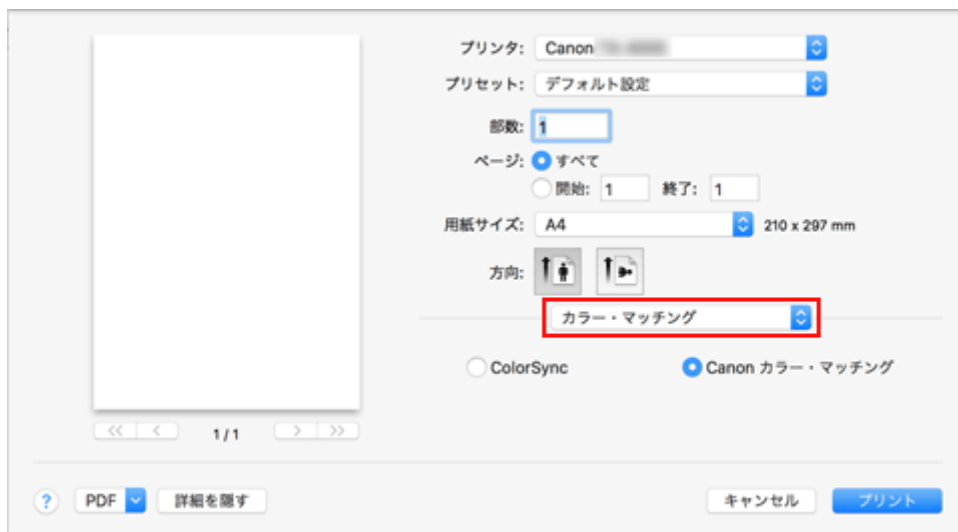 プリンタ: Canon
プリセット: デフォルト設定
部数: 1
ページ: すべて
開始: 1 終了: 1
用紙サイズ: A4 210 x 297 mm
方向:
カラー・マッチング
ColorSync Canon カラー・マッチング
<< < 1 / 1 > >>
? PDF 詳細を隠す キャンセル プリント